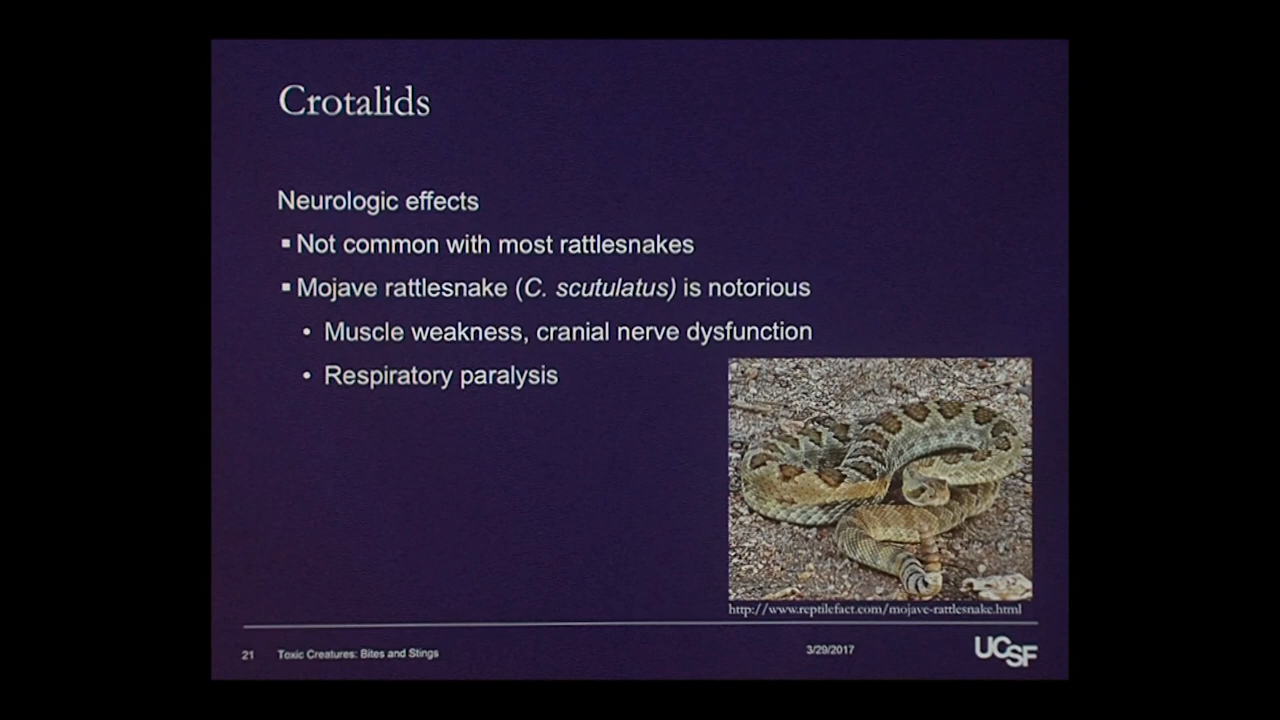 Crotalids
Neurologic effects
▪ Not common with most rattlesnakes
▪ Mojave rattlesnake (C. scutulatus) is notorious
• Muscle weakness, cranial nerve dysfunction
• Respiratory paralysis
http://www.reptilefact.com/mojave-rattlesnake.html
21 Toxic Creatures: Bites and Stings 3/29/2017 UCSF